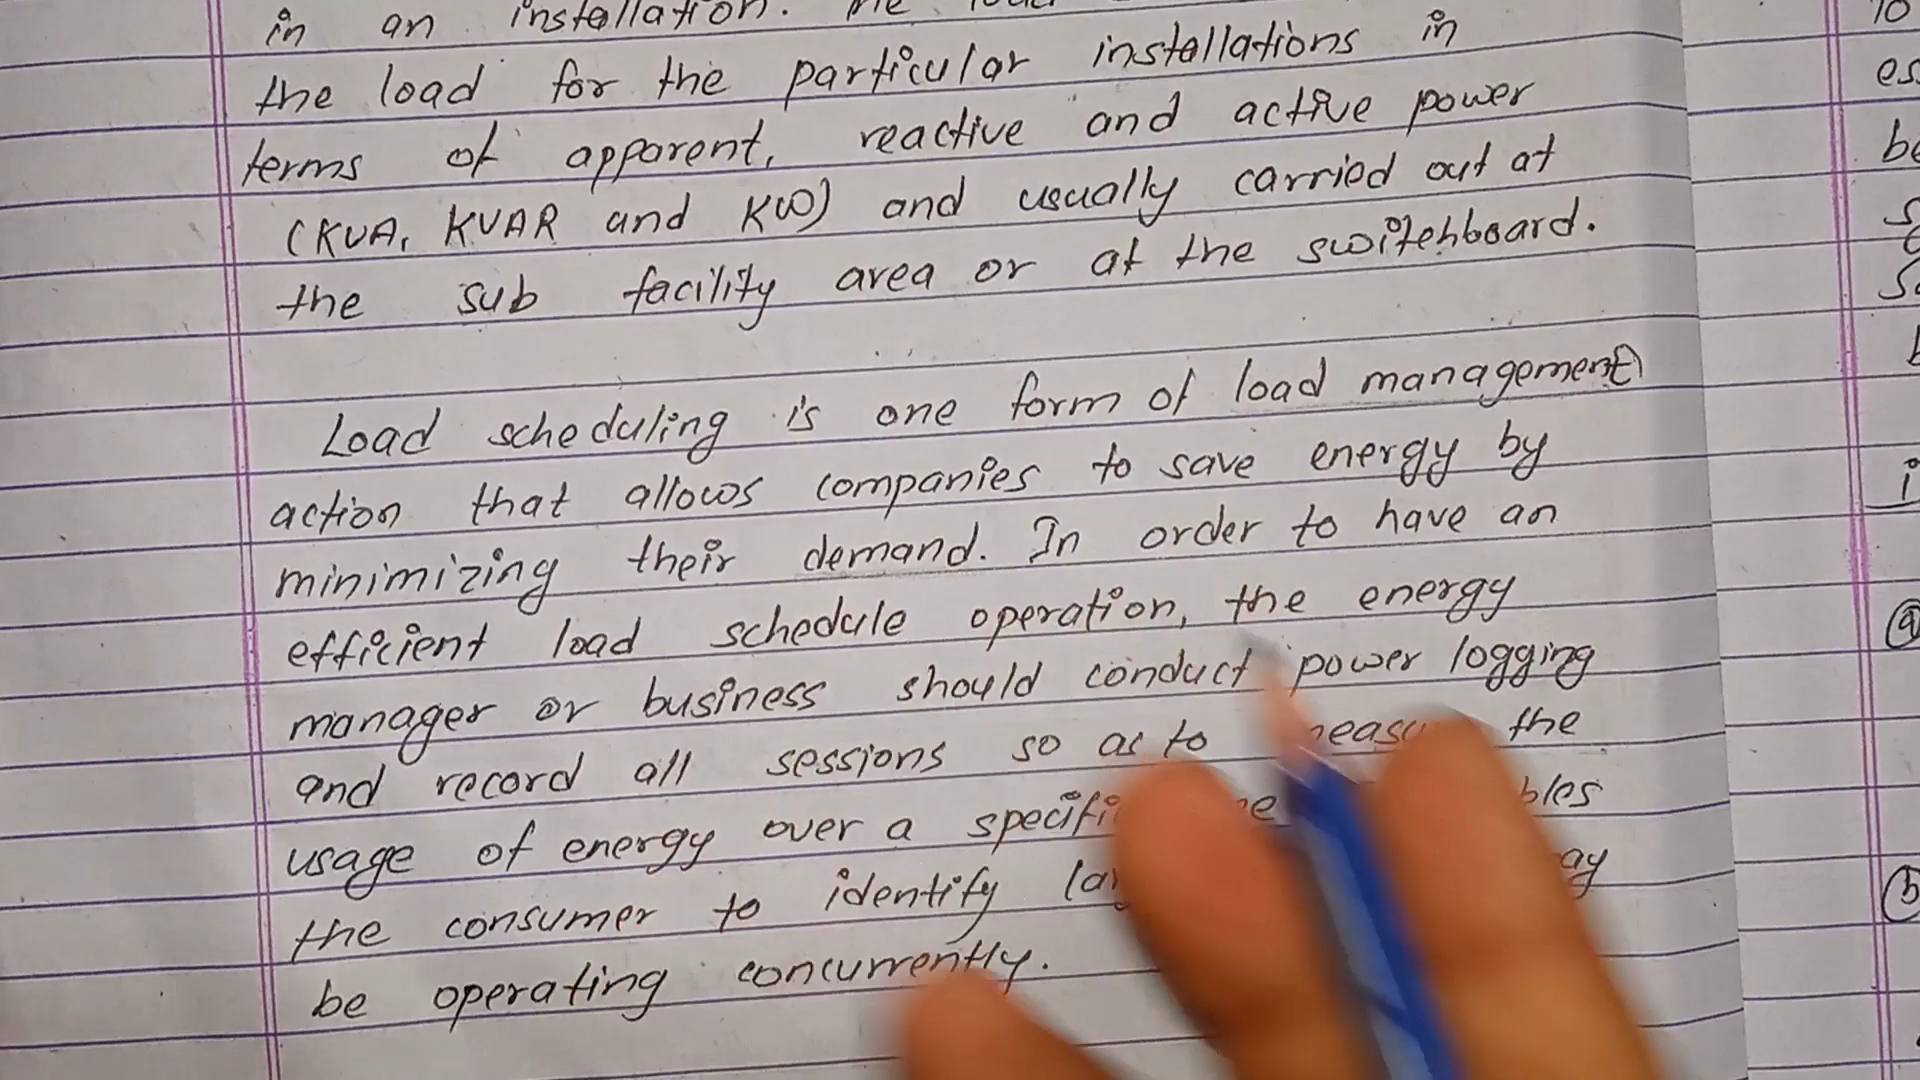 in an installation. The
the load for the particular installations in
terms of apparent, reactive and active power
(KVA, KVAR and KW) and usually carried out at
the sub facility area or at the switchboard.
Load scheduling is one form of load management
action that allows companies to save energy by
minimizing their demand. In order to have an
efficient load schedule operation, the energy
manager or business should conduct power logging
and record all sessions so as to the
usage of energy over a
the consumer to identify
be operating concurrently.
10